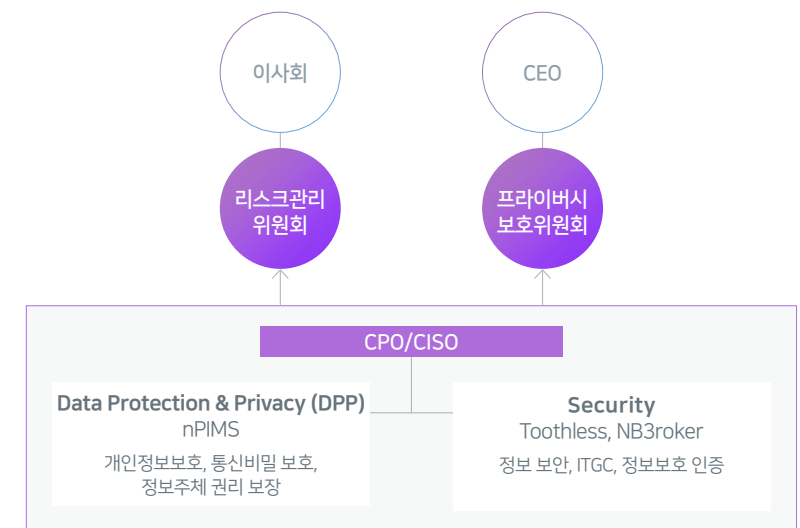 이사회
CEO
리스크관리
위원회
프라이버시
보호위원회
CPO/CISO
Data Protection & Privacy (DPP)
nPIMS
개인정보보호, 통신비밀 보호,
정보주체 권리 보장
Security
Toothless, NB3roker
정보 보안, ITGC, 정보보호 인증